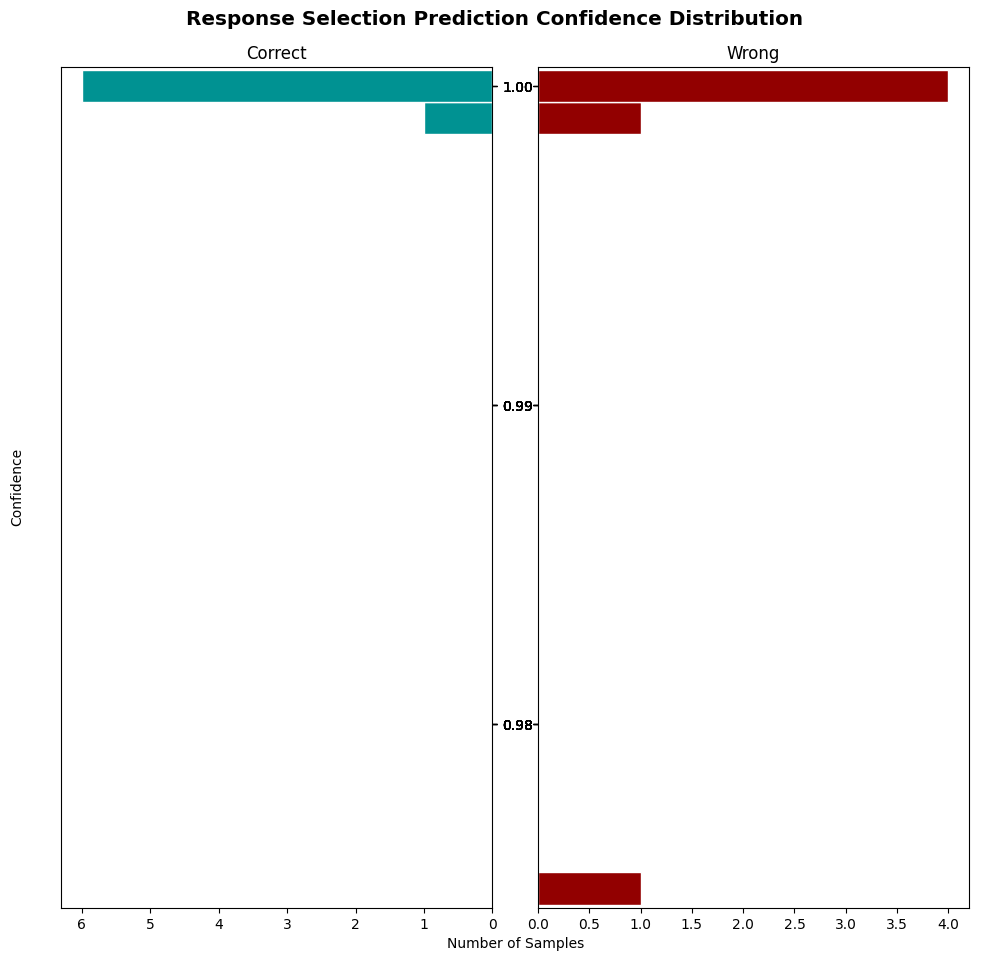 Response Selection Prediction Confidence Distribution
Correct
Wrong
1.00
0.99
0.98
Confidence
6 5 4 3 2 1 0
0.0 0.5 1.0 1.5 2.0 2.5 3.0 3.5 4.0
Number of Samples